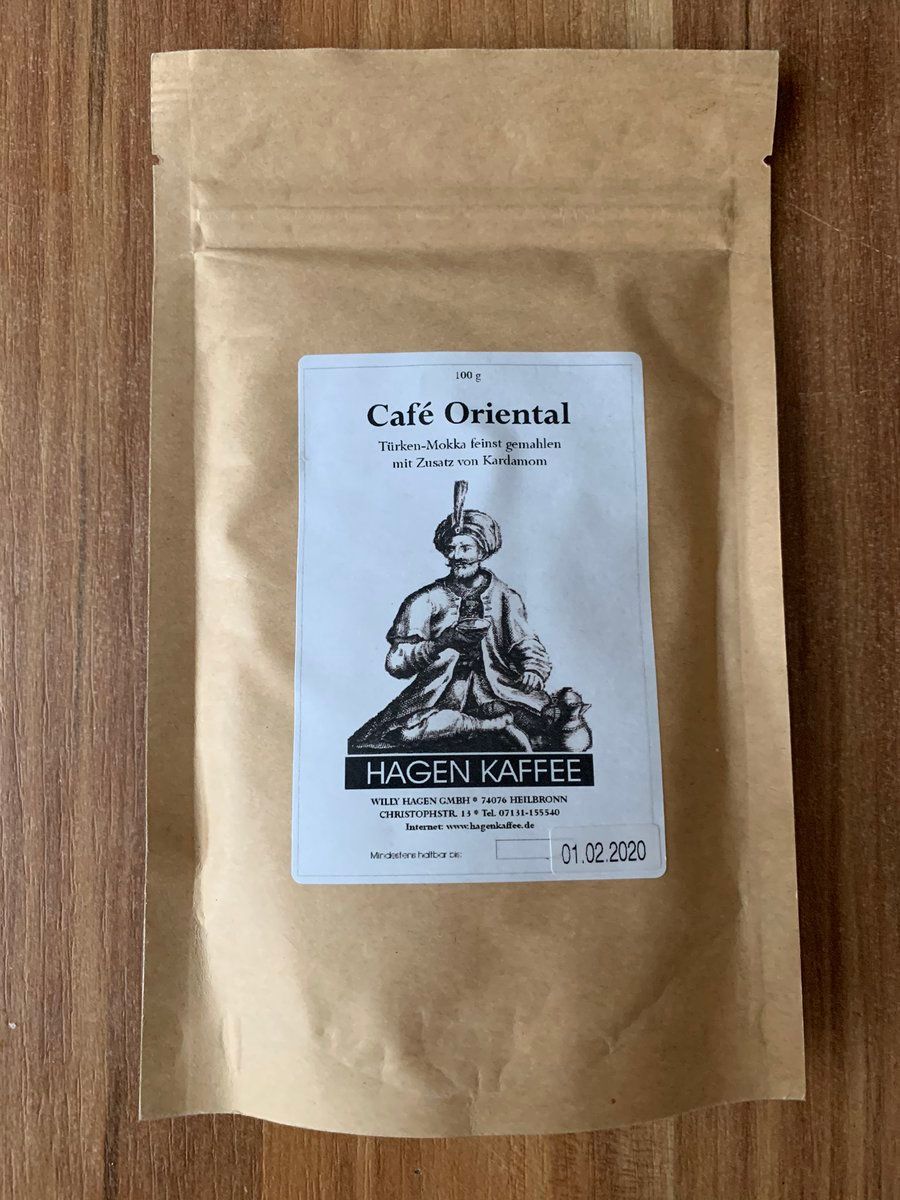 100 g
Café Oriental
Türken-Mokka feinst gemahlen
mit Zusatz von Kardamom
HAGEN KAFFEE
WILLY HAGEN GMBH * 74076 HEILBRONN
CHRISTOPHSTR. 13 * Tel. 07131-155540
Internet: www.hagenkaffee.de
Mindestens haltbar bis: 01.02.2020